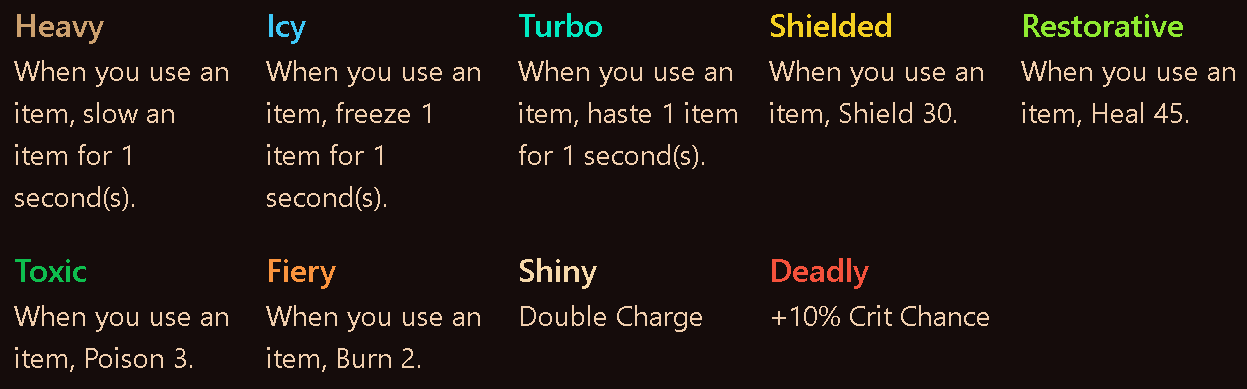 Heavy
When you use an
item, slow an
item for 1
second(s).
Icy
When you use an
item, freeze 1
item for 1
second(s).
Turbo
When you use an
item, haste 1 item
for 1 second(s).
Shielded
When you use an
item, Shield 30.
Restorative
When you use an
item, Heal 45.
Toxic
When you use an
item, Poison 3.
Fiery
When you use an
item, Burn 2.
Shiny
Double Charge
Deadly
+10% Crit Chance